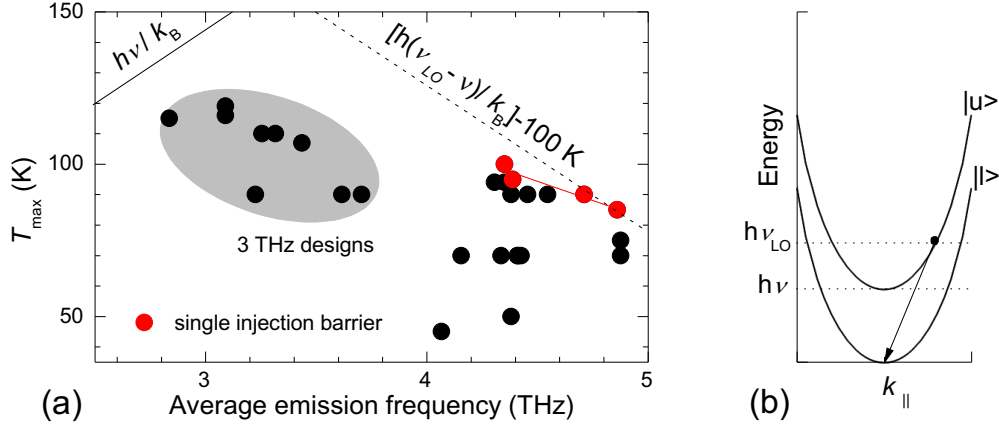 150
100
50
T_max (K)
hν/ k_B
[h(ν_LO - ν)/ k_B]-100 K
3 THz designs
single injection barrier
3
4
5
(a)
Average emission frequency (THz)
Energy
|u>
|l>
hν_LO
hν
k_||
(b)